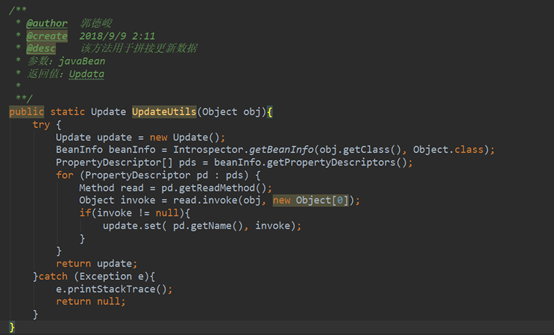 /**
 * @author  郭德峻
 * @create  2018/9/9 2:11
 * @desc    该方法用于拼接更新数据
 * 参数：javaBean
 * 返回值：Updata
 *
 **/
public static Update UpdateUtils(Object obj){
    try {
        Update update = new Update();
        BeanInfo beanInfo = Introspector.getBeanInfo(obj.getClass(), Object.class);
        PropertyDescriptor[] pds = beanInfo.getPropertyDescriptors();
        for (PropertyDescriptor pd : pds) {
            Method read = pd.getReadMethod();
            Object invoke = read.invoke(obj, new Object[0]);
            if(invoke != null){
                update.set( pd.getName(), invoke);
            }
        }
        return update;
    }catch (Exception e){
        e.printStackTrace();
        return null;
    }
}